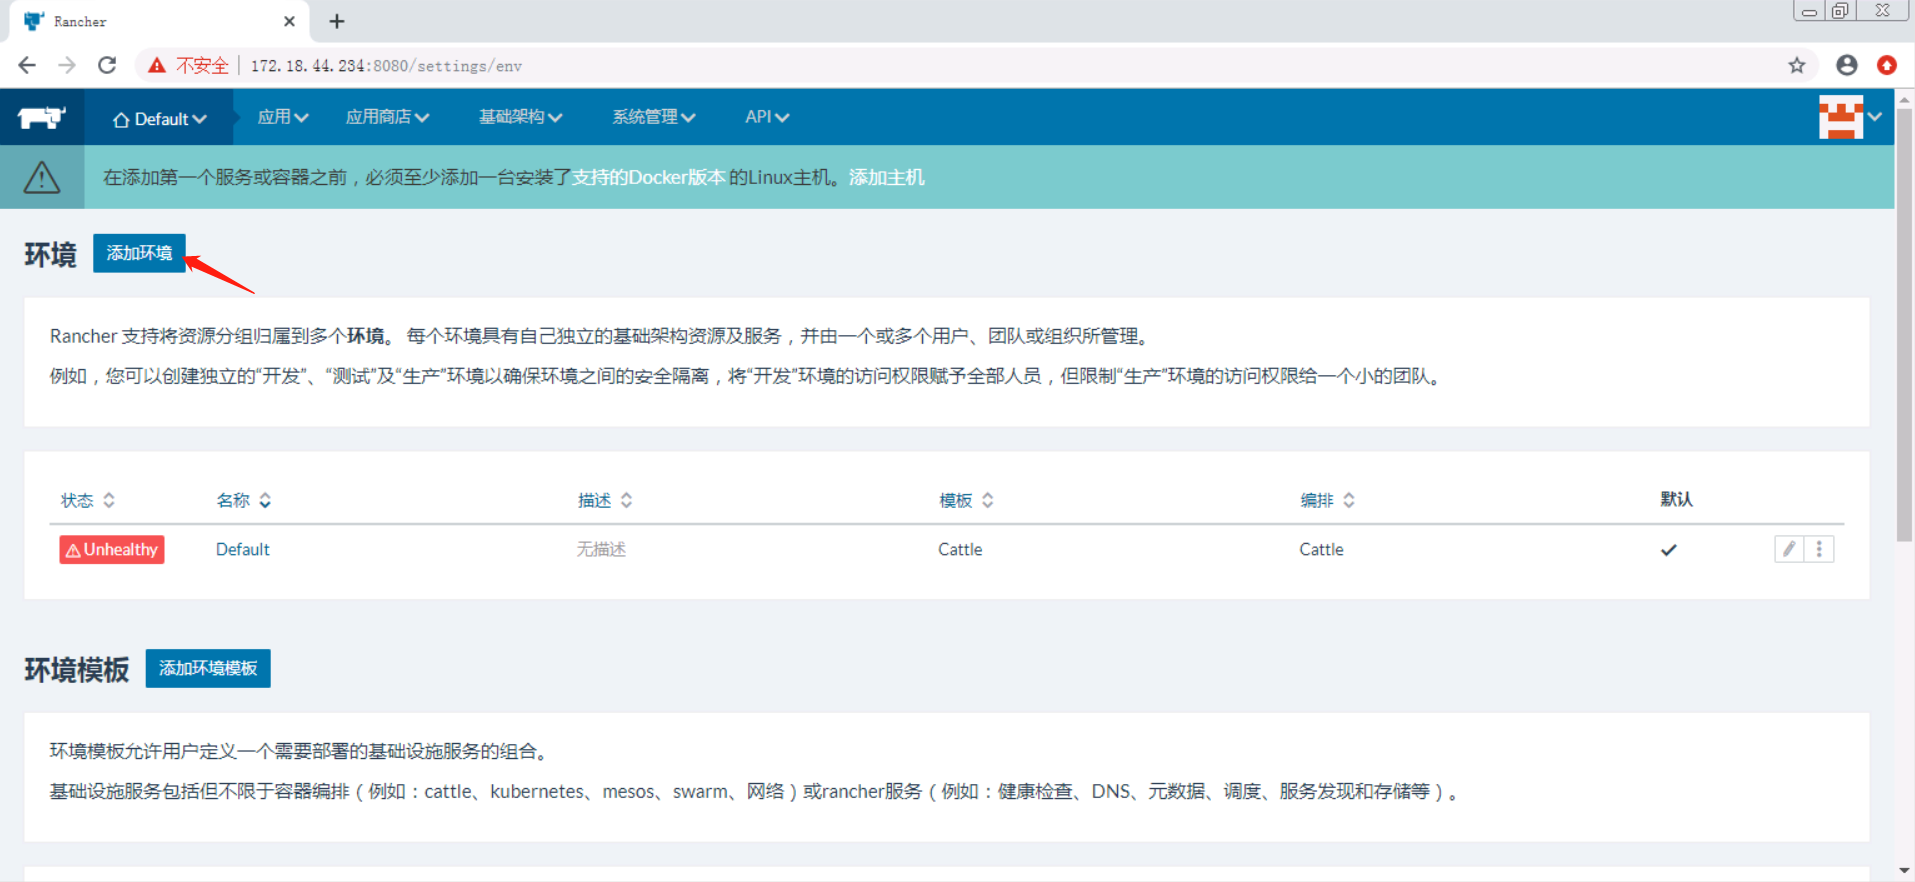 Rancher
不安全 172.18.44.234:8080/settings/env
Default 应用 应用商店 基础架构 系统管理 API
在添加第一个服务或容器之前，必须至少添加一台安装了支持的Docker版本 的Linux主机。添加主机
环境 添加环境
Rancher 支持将资源分组归属到多个环境。 每个环境具有自己独立的基础架构资源及服务，并由一个或多个用户、团队或组织所管理。
例如，您可以创建独立的“开发”、“测试”及“生产”环境以确保环境之间的安全隔离，将“开发”环境的访问权限赋予全部人员，但限制“生产”环境的访问权限给一个小的团队。
状态 名称 描述 模板 编排 默认
Unhealthy Default 无描述 Cattle Cattle
环境模板 添加环境模板
环境模板允许用户定义一个需要部署的基础设施服务的组合。
基础设施服务包括但不限于容器编排（例如：cattle、kubernetes、mesos、swarm、网络）或rancher服务（例如：健康检查、DNS、元数据、调度、服务发现和存储等）。